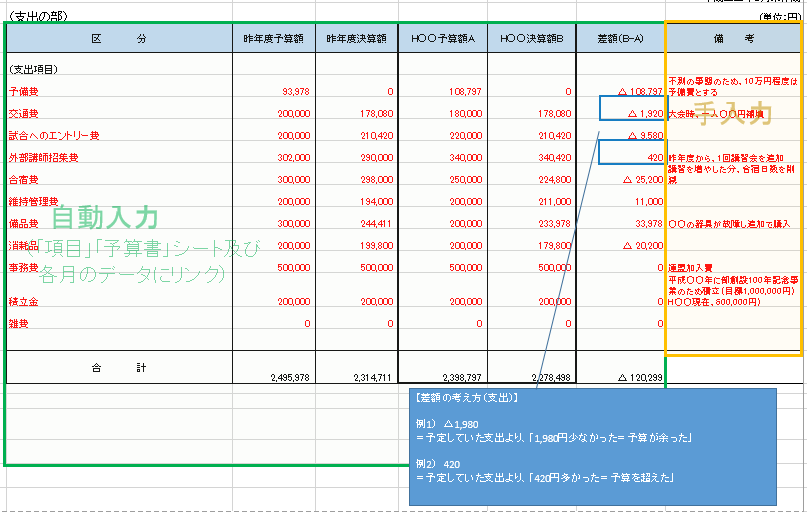 (支出の部)
(単位:円)
区　分 昨年度予算額 昨年度決算額 H〇〇予算額A H〇〇決算額B 差額(B-A) 備　考
(支出項目)
予備費 93,978 0 108,797 0 △ 108,797 不測の事態のため、10万円程度は
予備費とする
交通費 200,000 178,080 180,000 178,080 △ 1,920 大会時、一人〇〇円補填
手入力
試合へのエントリー費 200,000 210,420 220,000 210,420 △ 9,580
外部講師招集費 302,000 290,000 340,000 340,420 420 昨年度から、1回講習会を追加
合宿費 300,000 298,000 250,000 224,800 △ 25,200 講習を増やした分、合宿日数を削
減
維持管理費 200,000 194,000 200,000 211,000 11,000
自動入力
備品費 300,000 244,411 200,000 233,978 33,978 〇〇の器具が故障し追加で購入
消耗品 200,000 199,800 200,000 179,800 △ 20,200
(「項目」「予算書」シート及び
各月のデータにリンク)
事務費 500,000 500,000 500,000 500,000 0 連盟加入費
積立金 200,000 200,000 200,000 200,000 0 平成〇〇年に部創設100年記念事
業のため積立(目標1,000,000円)
H〇〇現在、600,000円)
雑費 0 0 0 0 0
合　計 2,495,978 2,314,711 2,398,797 2,278,498 △ 120,299
【差額の考え方(支出)】
例1) △1,980
=予定していた支出より、「1,980円少なかった=予算が余った」
例2) 420
=予定していた支出より、「420円多かった=予算を超えた」